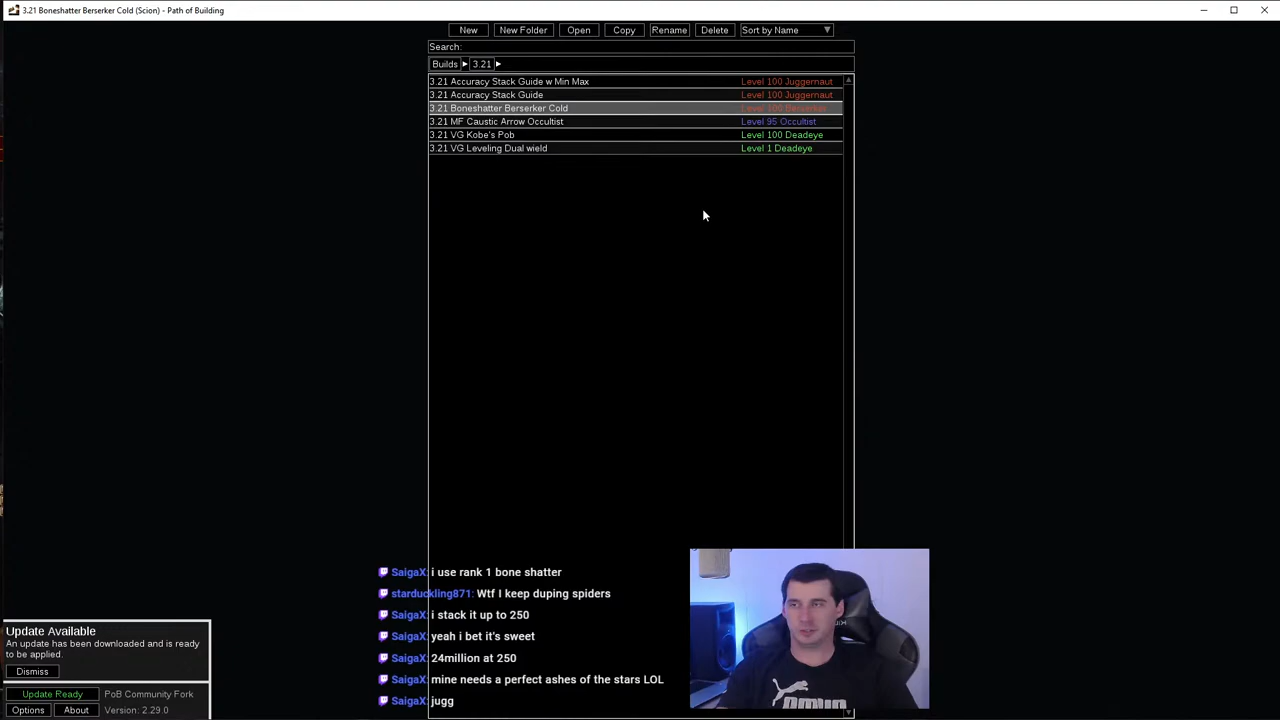 3.21 Boneshatter Berserker Cold (Scion) - Path of Building
New New Folder Open Copy Rename Delete Sort by Name
Search:
Builds 3.21
3.21 Accuracy Stack Guide w Min Max Level 100 Juggernaut
3.21 Accuracy Stack Guide Level 100 Juggernaut
3.21 Boneshatter Berserker Cold Level 100 Berserker
3.21 MF Caustic Arrow Occultist Level 95 Occultist
3.21 VG Kobe's Pob Level 100 Deadeye
3.21 VG Leveling Dual wield Level 1 Deadeye
SaigaX: i use rank 1 bone shatter
starduckling871: Wtf I keep duping spiders
SaigaX: i stack it up to 250
SaigaX: yeah i bet it's sweet
SaigaX: 24million at 250
SaigaX: mine needs a perfect ashes of the stars LOL
SaigaX: jugg
Update Available
An update has been downloaded and is ready
to be applied.
Dismiss
Update Ready PoB Community Fork
Options About Version: 2.29.0